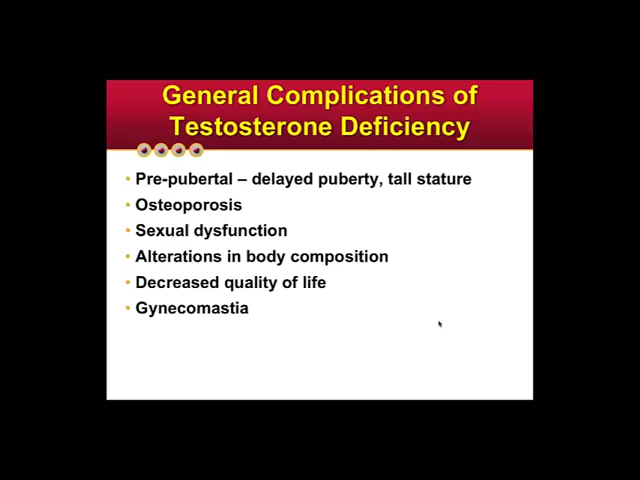 General Complications of
Testosterone Deficiency
• Pre-pubertal – delayed puberty, tall stature
• Osteoporosis
• Sexual dysfunction
• Alterations in body composition
• Decreased quality of life
• Gynecomastia